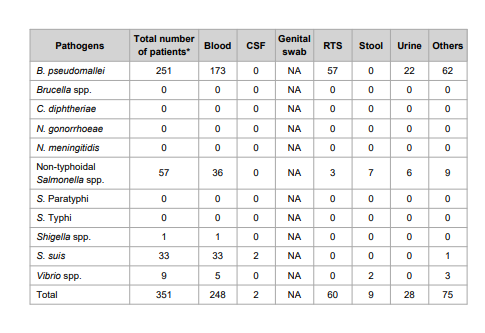 Pathogens Total number of patients* Blood CSF Genital swab RTS Stool Urine Others
B. pseudomallei 251 173 0 NA 57 0 22 62
Brucella spp. 0 0 0 NA 0 0 0 0
C. diphtheriae 0 0 0 NA 0 0 0 0
N. gonorrhoeae 0 0 0 NA 0 0 0 0
N. meningitidis 0 0 0 NA 0 0 0 0
Non-typhoidal Salmonella spp. 57 36 0 NA 3 7 6 9
S. Paratyphi 0 0 0 NA 0 0 0 0
S. Typhi 0 0 0 NA 0 0 0 0
Shigella spp. 1 1 0 NA 0 0 0 0
S. suis 33 33 2 NA 0 0 0 1
Vibrio spp. 9 5 0 NA 0 2 0 3
Total 351 248 2 NA 60 9 28 75